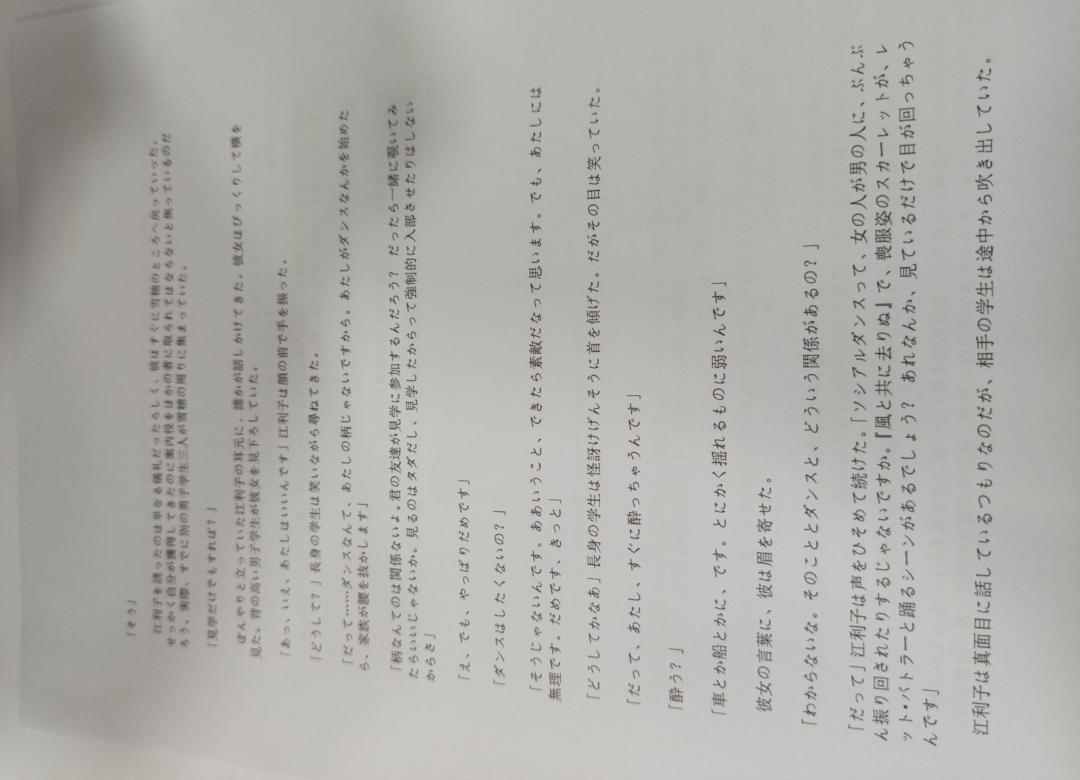 「そう」
江利子を誘ったのは単なる儀礼だったらしく、彼はすぐに雪穂のところへ戻っていった。
せっかく自分が獲得してきたのに案内役をほかの者に取られてはならないと焦っているのだ
ろう、実際、すでに別の男子学生三人が雪穂の周りに集まっていた。
「見学だけでもすれば？」
ぼんやりと立っていた江利子の耳元に、誰かが話しかけてきた。彼女はびっくりして横を
見た。背の高い男子学生が彼女を見下ろしていた。
「あっ、いえ、あたしはいいんです」江利子は顔の前で手を振った。
「どうして？」長身の学生は笑いながら尋ねてきた。
「だって……ダンスなんて、あたしの柄じゃないですから。あたしがダンスなんかを始めた
ら、家族が腰を抜かします」
「柄なんてのは関係ないよ。君の友達が見学に参加するんだろう？ だったら一緒に覗いてみ
たらいいじゃないか。見るのはタダだし、見学したからって強制的に入部させたりはしない
からさ」
「え、でも、やっぱりだめです」
「ダンスはしたくないの？」
「そうじゃないんです。ああいうこと、できたら素敵だなって思います。でも、あたしには
無理です。だめです、きっと」
「どうしてかなあ」長身の学生は怪訝げんそうに首を傾げた。だがその目は笑っていた。
「だって、あたし、すぐに酔っちゃうんです」
「酔う？」
「車とか船とかに、です。とにかく揺れるものに弱いんです」
彼女の言葉に、彼は眉を寄せた。
「わからないな。そのこととダンスと、どういう関係があるの？」
「だって」江利子は声をひそめて続けた。「ソシアルダンスって、女の人が男の人に、ぶんぶ
ん振り回されたりするじゃないですか。『風と共に去りぬ』で、喪服姿のスカーレットが、レ
ット・バトラーと踊るシーンがあるでしょう？ あれなんか、見ているだけで目が回っちゃう
んです」
江利子は真面目に話しているつもりなのだが、相手の学生は途中から吹き出していた。